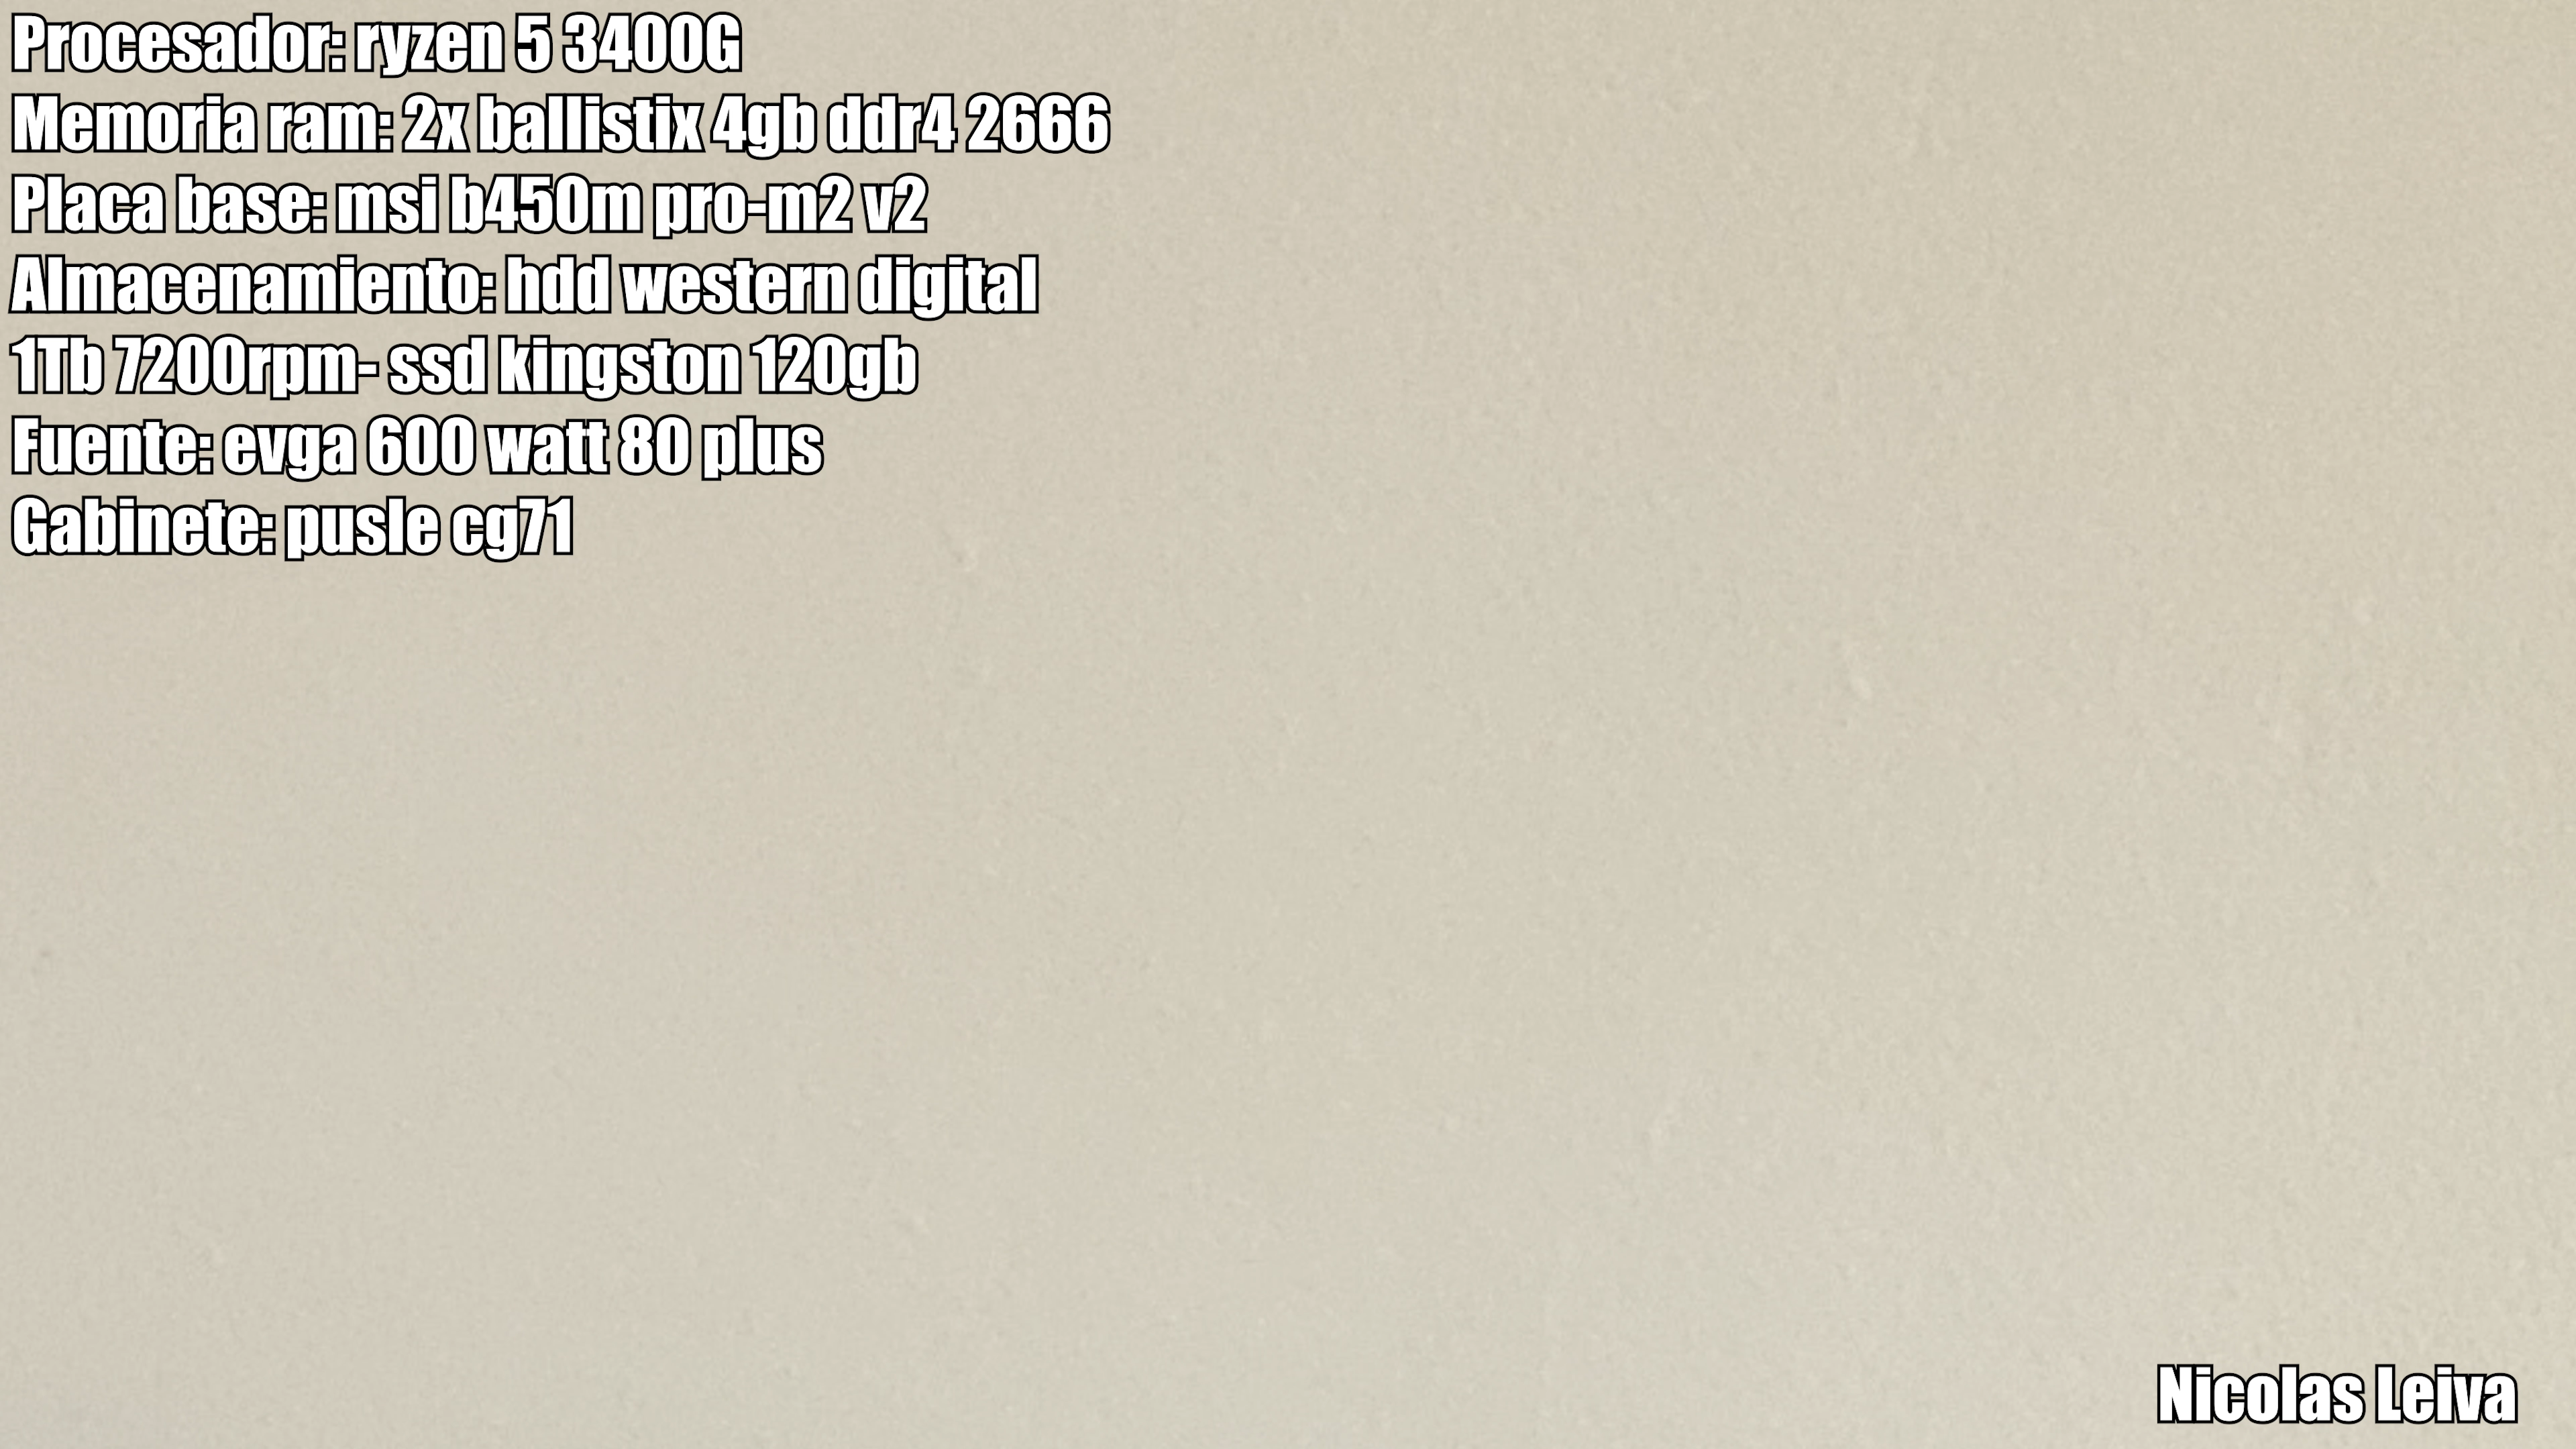 Procesador: ryzen 5 3400G
Memoria ram: 2x ballistix 4gb ddr4 2666
Placa base: msi b450m pro-m2 v2
Almacenamiento: hdd western digital
1Tb 7200rpm- ssd kingston 120gb
Fuente: evga 600 watt 80 plus
Gabinete: pusle cg71
Nicolas Leiva